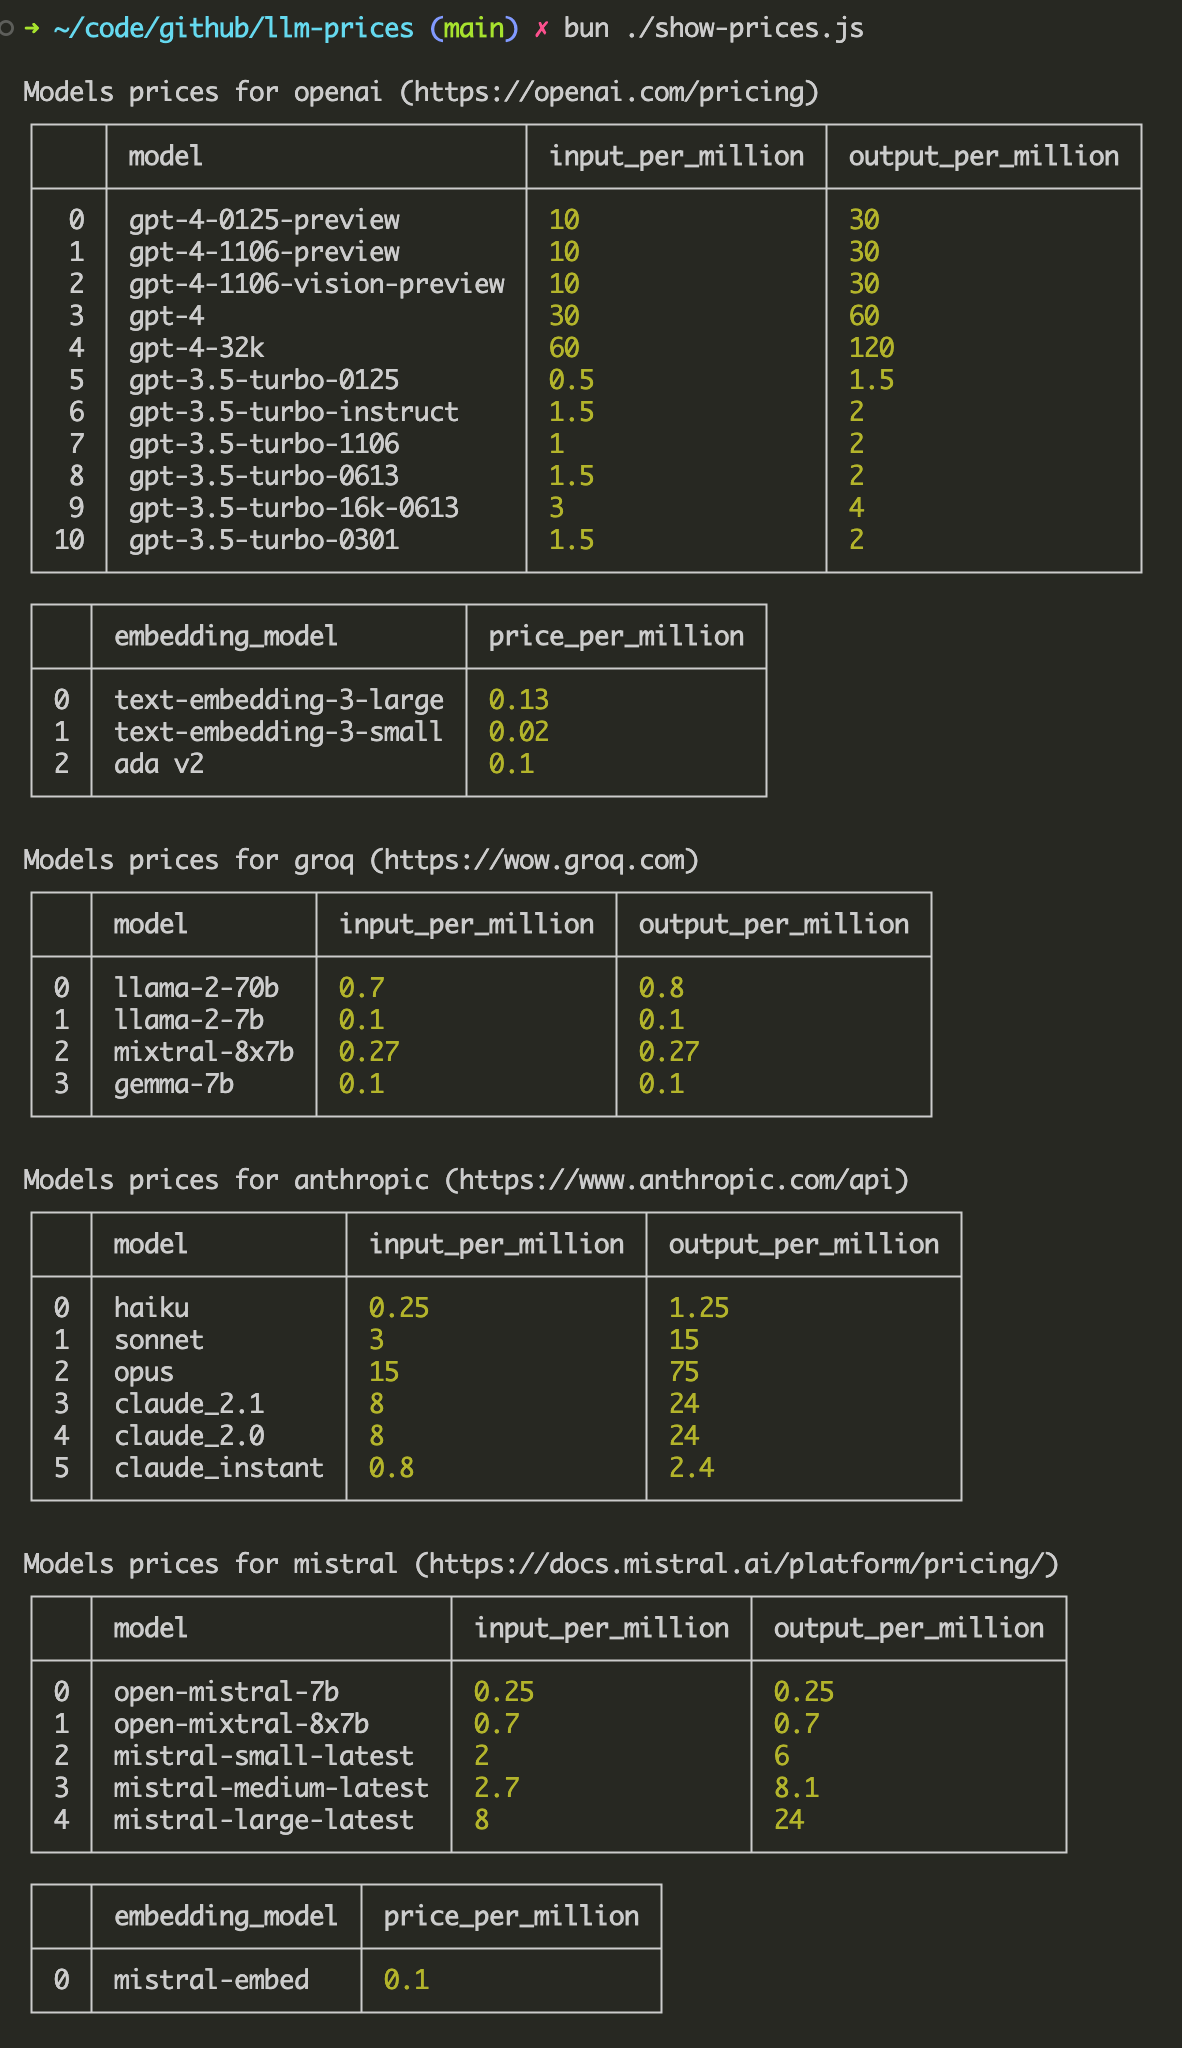 ➜ ~/code/github/llm-prices (main) ✗ bun ./show-prices.js
Models prices for openai (https://openai.com/pricing)
model input_per_million output_per_million
0 gpt-4-0125-preview 10 30
1 gpt-4-1106-preview 10 30
2 gpt-4-1106-vision-preview 10 30
3 gpt-4 30 60
4 gpt-4-32k 60 120
5 gpt-3.5-turbo-0125 0.5 1.5
6 gpt-3.5-turbo-instruct 1.5 2
7 gpt-3.5-turbo-1106 1 2
8 gpt-3.5-turbo-0613 1.5 2
9 gpt-3.5-turbo-16k-0613 3 4
10 gpt-3.5-turbo-0301 1.5 2
embedding_model price_per_million
0 text-embedding-3-large 0.13
1 text-embedding-3-small 0.02
2 ada v2 0.1
Models prices for groq (https://wow.groq.com)
model input_per_million output_per_million
0 llama-2-70b 0.7 0.8
1 llama-2-7b 0.1 0.1
2 mixtral-8x7b 0.27 0.27
3 gemma-7b 0.1 0.1
Models prices for anthropic (https://www.anthropic.com/api)
model input_per_million output_per_million
0 haiku 0.25 1.25
1 sonnet 3 15
2 opus 15 75
3 claude_2.1 8 24
4 claude_2.0 8 24
5 claude_instant 0.8 2.4
Models prices for mistral (https://docs.mistral.ai/platform/pricing/)
model input_per_million output_per_million
0 open-mistral-7b 0.25 0.25
1 open-mixtral-8x7b 0.7 0.7
2 mistral-small-latest 2 6
3 mistral-medium-latest 2.7 8.1
4 mistral-large-latest 8 24
embedding_model price_per_million
0 mistral-embed 0.1